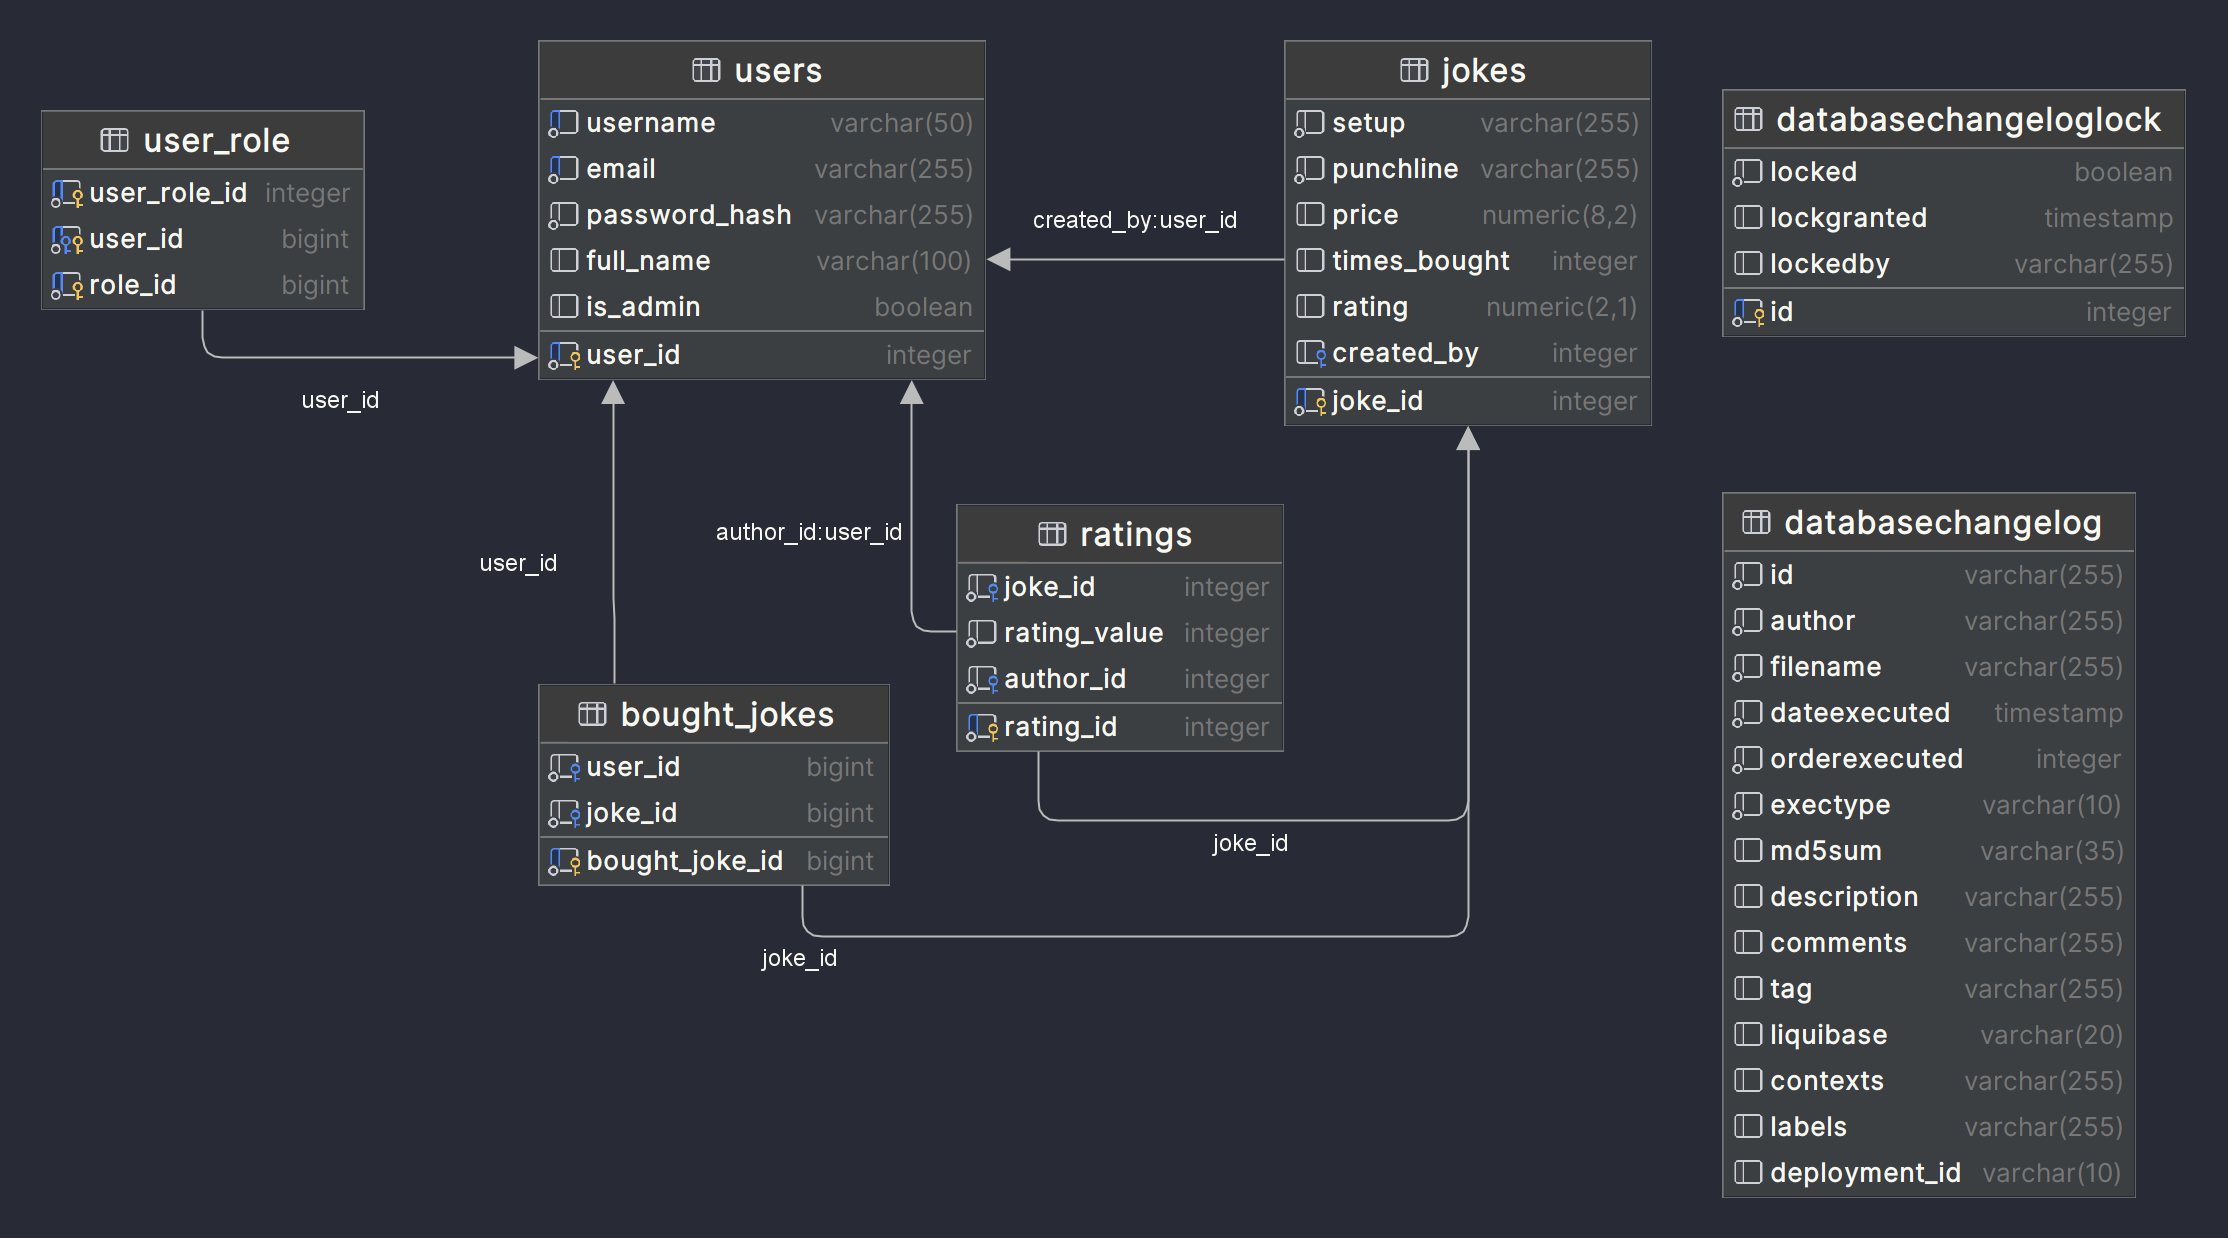 user_role
user_role_id integer
user_id bigint
role_id bigint
user_id
users
username varchar(50)
email varchar(255)
password_hash varchar(255)
full_name varchar(100)
is_admin boolean
user_id integer
created_by:user_id
jokes
setup varchar(255)
punchline varchar(255)
price numeric(8,2)
times_bought integer
rating numeric(2,1)
created_by integer
joke_id integer
databasechangeloglock
locked boolean
lockgranted timestamp
lockedby varchar(255)
id integer
user_id
author_id:user_id
ratings
joke_id integer
rating_value integer
author_id integer
rating_id integer
joke_id
bought_jokes
user_id bigint
joke_id bigint
bought_joke_id bigint
joke_id
databasechangelog
id varchar(255)
author varchar(255)
filename varchar(255)
dateexecuted timestamp
orderexecuted integer
exectype varchar(10)
md5sum varchar(35)
description varchar(255)
comments varchar(255)
tag varchar(255)
liquibase varchar(20)
contexts varchar(255)
labels varchar(255)
deployment_id varchar(10)